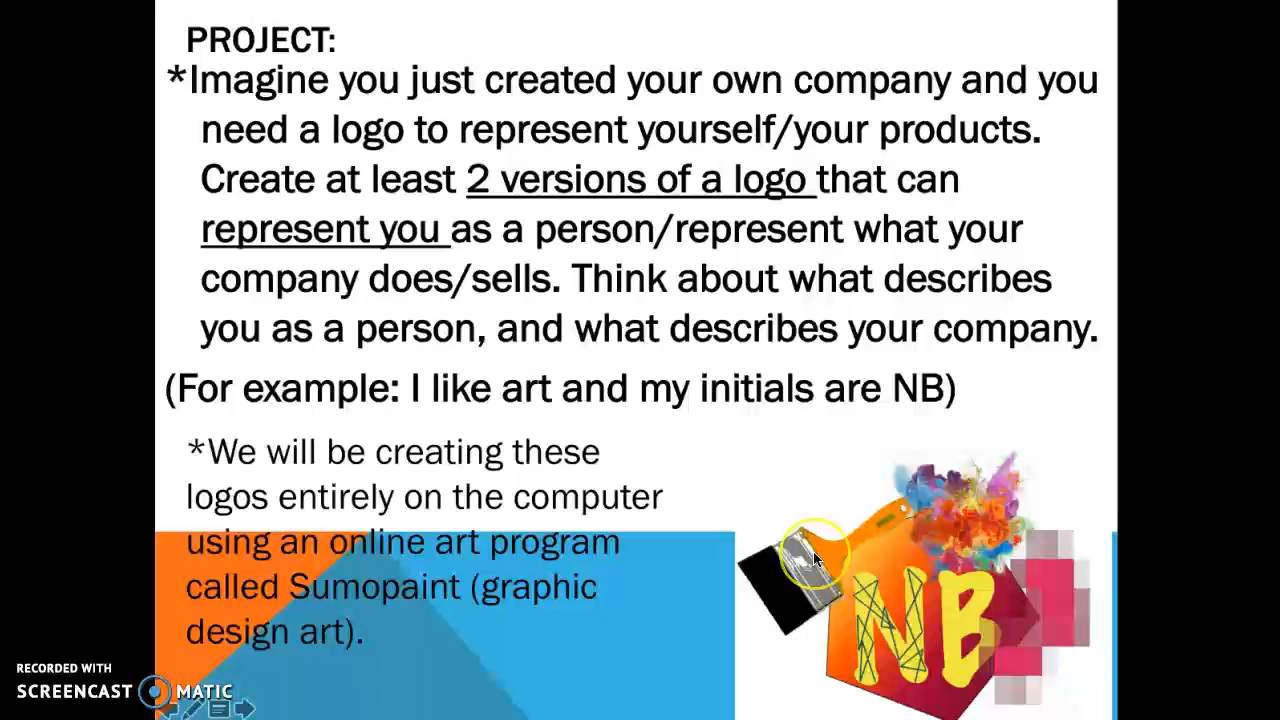 PROJECT:
*Imagine you just created your own company and you
need a logo to represent yourself/your products.
Create at least 2 versions of a logo that can
represent you as a person/represent what your
company does/sells. Think about what describes
you as a person, and what describes your company.
(For example: I like art and my initials are NB)
*We will be creating these
logos entirely on the computer
using an online art program
called Sumopaint (graphic
design art).
NB
RECORDED WITH
SCREENCAST MATIC